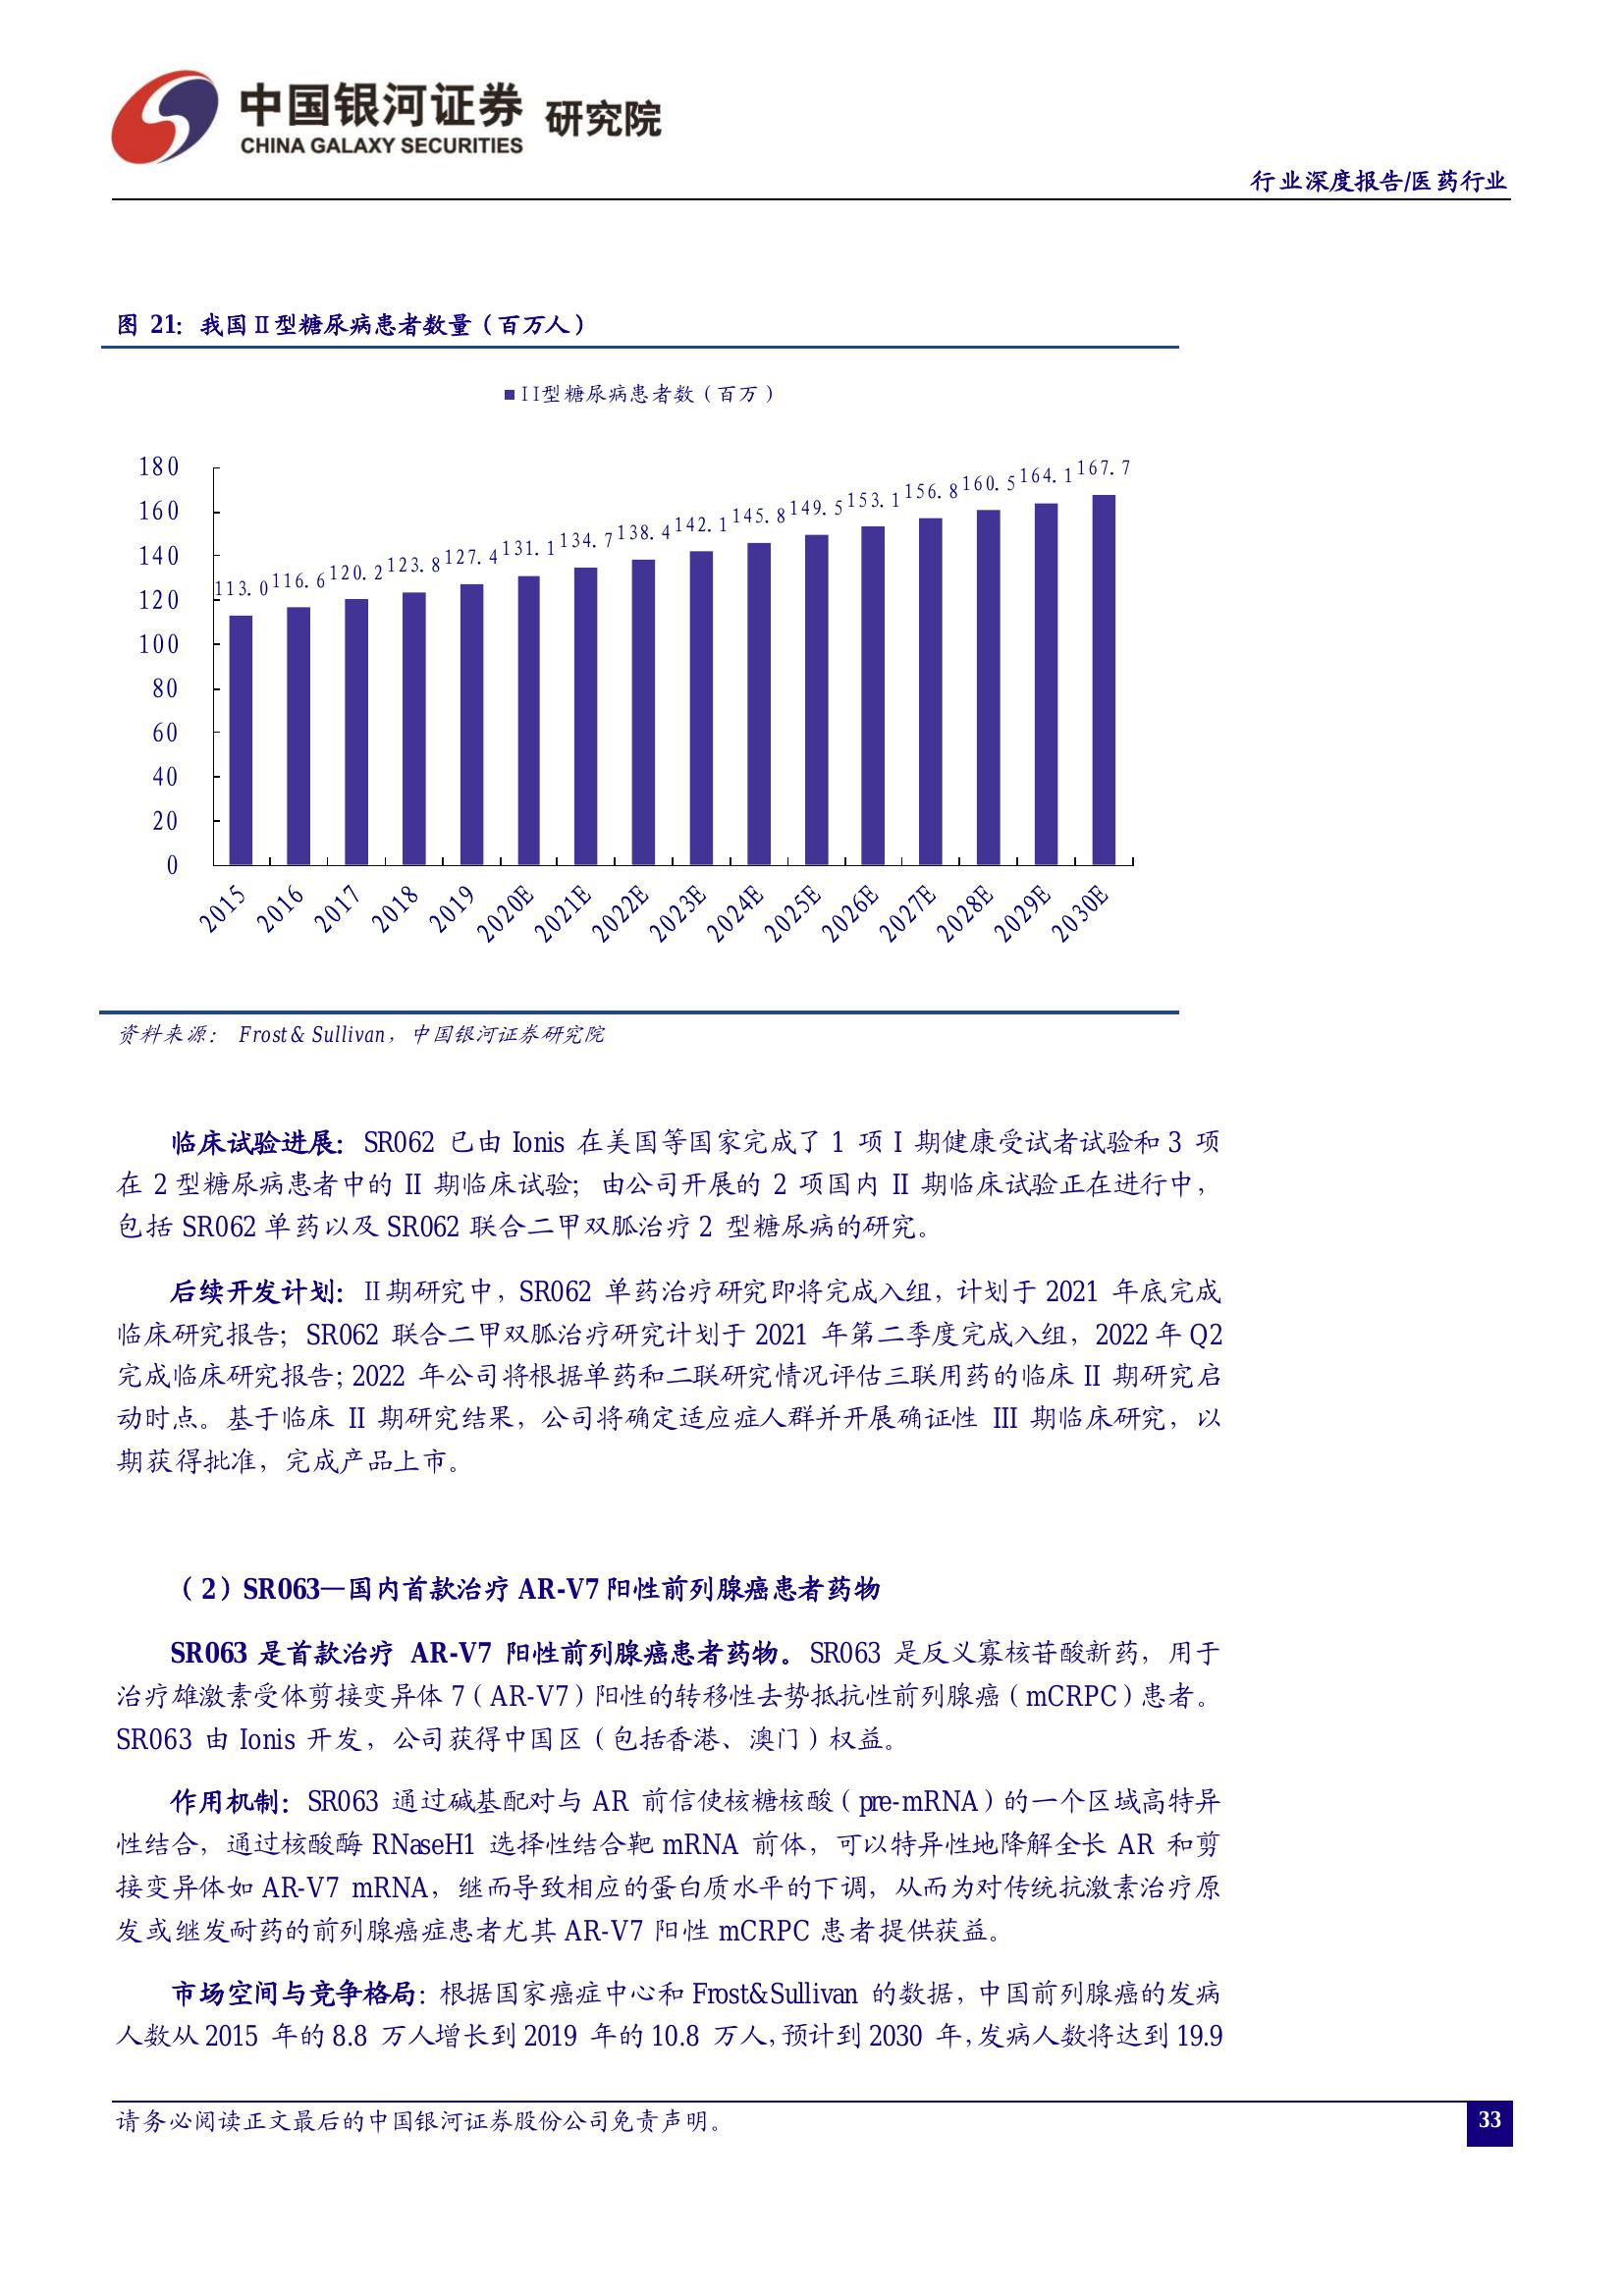 中国银河证券 研究院
CHINA GALAXY SECURITIES
行业深度报告/医药行业
图 21：我国Ⅱ型糖尿病患者数量（百万人）
II型糖尿病患者数（百万）
180
160
140
120
100
80
60
40
20
0
113.0 116.6 120.2 123.8 127.4 131.1 134.7 138.4 142.1 145.8 149.5 153.1 156.8 160.5 164.1 167.7
2015 2016 2017 2018 2019 2020E 2021E 2022E 2023E 2024E 2025E 2026E 2027E 2028E 2029E 2030E
资料来源： Frost& Sullivan，中国银河证券研究院
临床试验进展：SR062 已由 Ionis 在美国等国家完成了 1 项 I 期健康受试者试验和 3 项
在 2 型糖尿病患者中的 II 期临床试验；由公司开展的 2 项国内 II 期临床试验正在进行中，
包括 SR062 单药以及 SR062 联合二甲双胍治疗 2 型糖尿病的研究。
后续开发计划：Ⅱ期研究中，SR062 单药治疗研究即将完成入组，计划于 2021 年底完成
临床研究报告；SR062 联合二甲双胍治疗研究计划于 2021 年第二季度完成入组，2022 年 Q2
完成临床研究报告；2022 年公司将根据单药和二联研究情况评估三联用药的临床 II 期研究启
动时点。基于临床 II 期研究结果，公司将确定适应症人群并开展确证性 III 期临床研究，以
期获得批准，完成产品上市。
（2）SR063—国内首款治疗 AR-V7 阳性前列腺癌患者药物
SR063 是首款治疗 AR-V7 阳性前列腺癌患者药物。SR063 是反义寡核苷酸新药，用于
治疗雄激素受体剪接变异体 7（AR-V7）阳性的转移性去势抵抗性前列腺癌（mCRPC）患者。
SR063 由 Ionis 开发，公司获得中国区（包括香港、澳门）权益。
作用机制：SR063 通过碱基配对与 AR 前信使核糖核酸（pre-mRNA）的一个区域高特异
性结合，通过核酸酶 RNaseH1 选择性结合靶 mRNA 前体，可以特异性地降解全长 AR 和剪
接变异体如 AR-V7 mRNA，继而导致相应的蛋白质水平的下调，从而为对传统抗激素治疗原
发或继发耐药的前列腺癌症患者尤其 AR-V7 阳性 mCRPC 患者提供获益。
市场空间与竞争格局：根据国家癌症中心和 Frost&Sullivan 的数据，中国前列腺癌的发病
人数从 2015 年的 8.8 万人增长到 2019 年的 10.8 万人，预计到 2030 年，发病人数将达到 19.9
请务必阅读正文最后的中国银河证券股份公司免责声明。
33